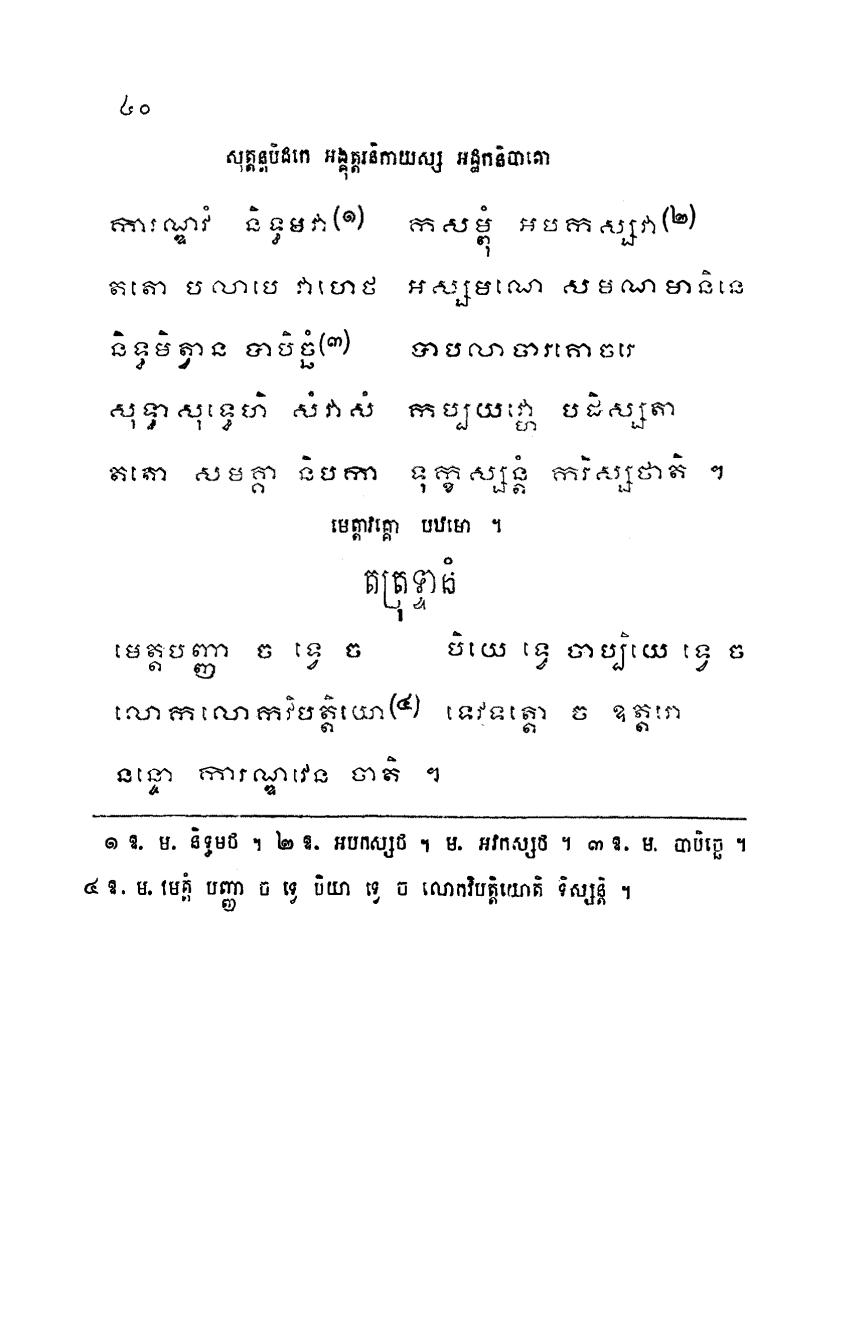 ៤០
សុត្តន្តបិដកេ អង្គុត្តរនិកាយស្ស អដ្ឋកនិបាតោ
ការណ្ឌវំ និទ្ធមវា(១) កសម្ពុំ អបកស្សវា(២)
តតោ បលាបេ វាហេថ អស្សមណេ សមណមានិនេ
និទ្ធមិត្វាន បាបិច្ឆំ(៣) បាបលាចារគោចរេ
សុទ្ធា សុទ្ធេហិ សំវាសំ កប្បយវ្ហោ បដិស្សតា
តតោ សមគ្គា និបកា ទុក្ខស្សន្តំ ករិស្សថាតិ ។
មេត្តាវគ្គោ បឋមោ ។
តត្រុទ្ទានំ
មេត្តបញ្ញា ច ទ្វេ ច បិយេ ទ្វេ ចាប្បិយេ ទ្វេ ច
លោកលោកវិបត្តិយោ(៤) ទេវទត្តោ ច ឧត្តរោ
នន្ទោ ការណ្ឌវេន ចាតិ ។
១ ឱ. ម. និទ្ធមថ ។ ២ ឱ. អបកស្សថ ។ ម. អវកស្សថ ។ ៣ ឱ. ម. បាបិច្ឆេ ។
៤ ឱ. ម. មេត្តំ បញ្ញា ច ទ្វេ បិយា ទ្វេ ច លោកវិបត្តិយោតិ ទិស្សន្តិ ។